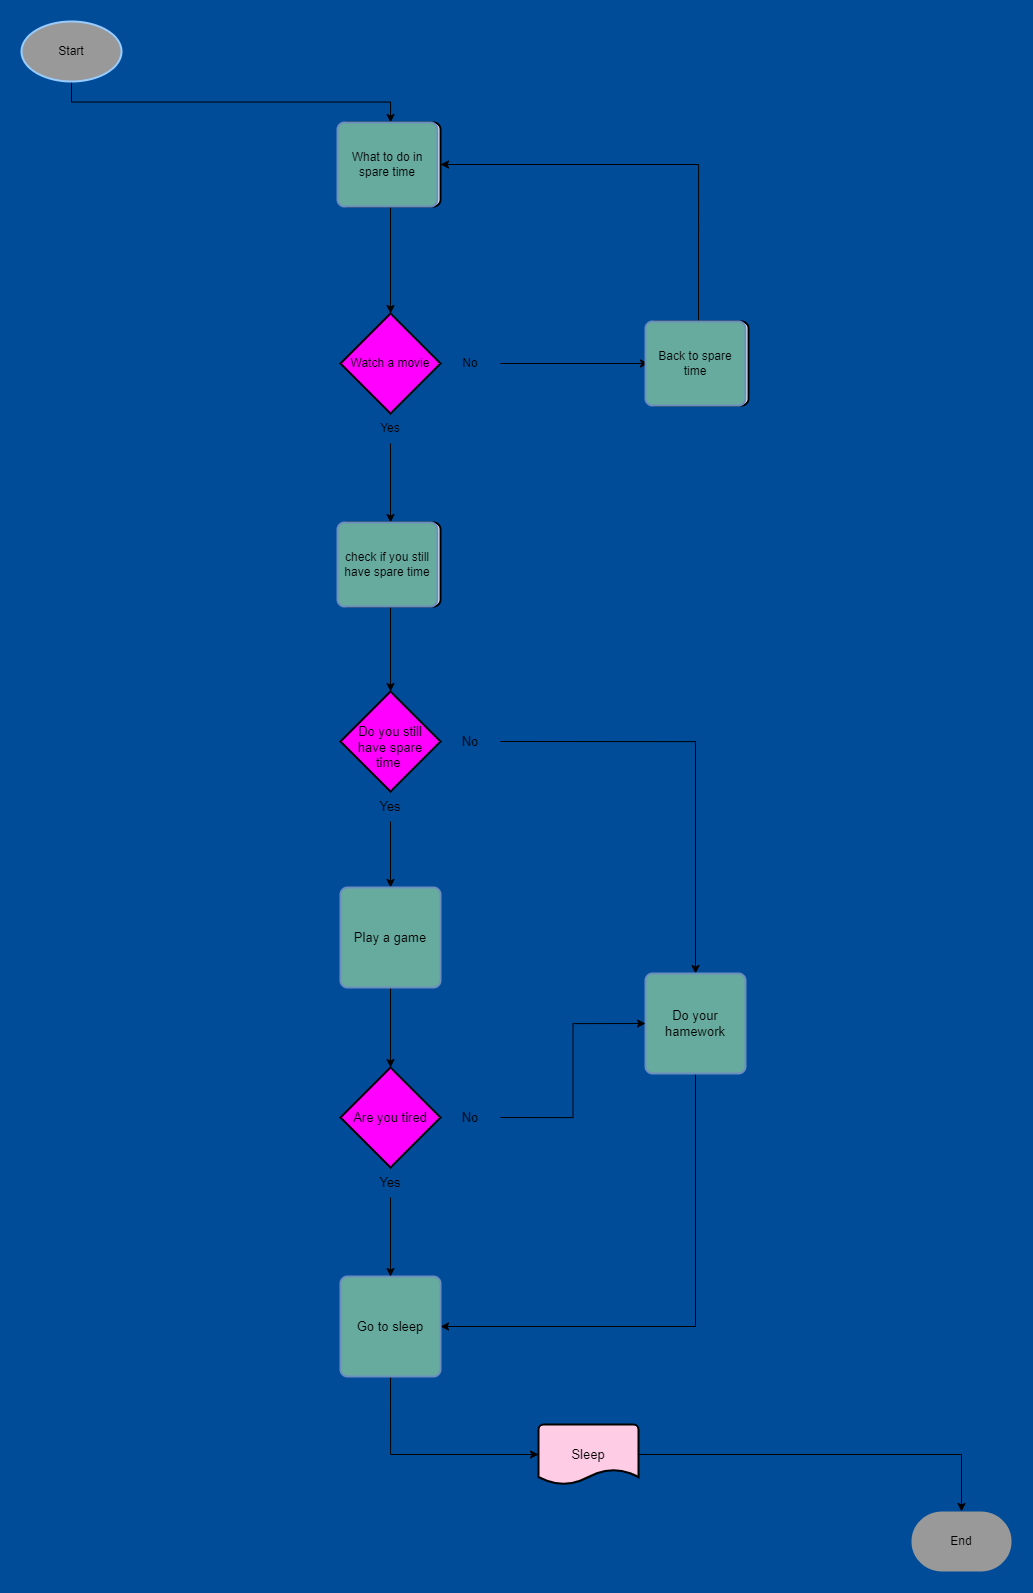 Start
What to do in
spare time
Watch a movie
No
Back to spare
time
Yes
check if you still
have spare time
Do you still
have spare
time
No
Yes
Play a game
Do your
hamework
Are you tired
No
Yes
Go to sleep
Sleep
End